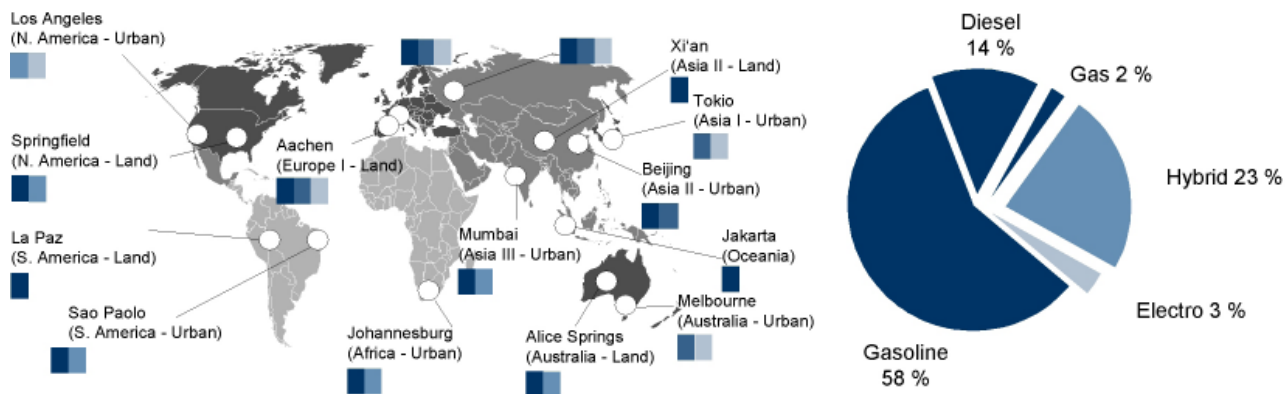 Los Angeles
(N. America - Urban)
Springfield
(N. America - Land)
La Paz
(S. America - Land)
Sao Paolo
(S. America - Urban)
Aachen
(Europe I - Land)
Johannesburg
(Africa - Urban)
Mumbai
(Asia III - Urban)
Xi'an
(Asia II - Land)
Tokio
(Asia I - Urban)
Beijing
(Asia II - Urban)
Jakarta
(Oceania)
Melbourne
(Australia - Urban)
Alice Springs
(Australia - Land)
Diesel
14 %
Gas 2 %
Hybrid 23 %
Electro 3 %
Gasoline
58 %